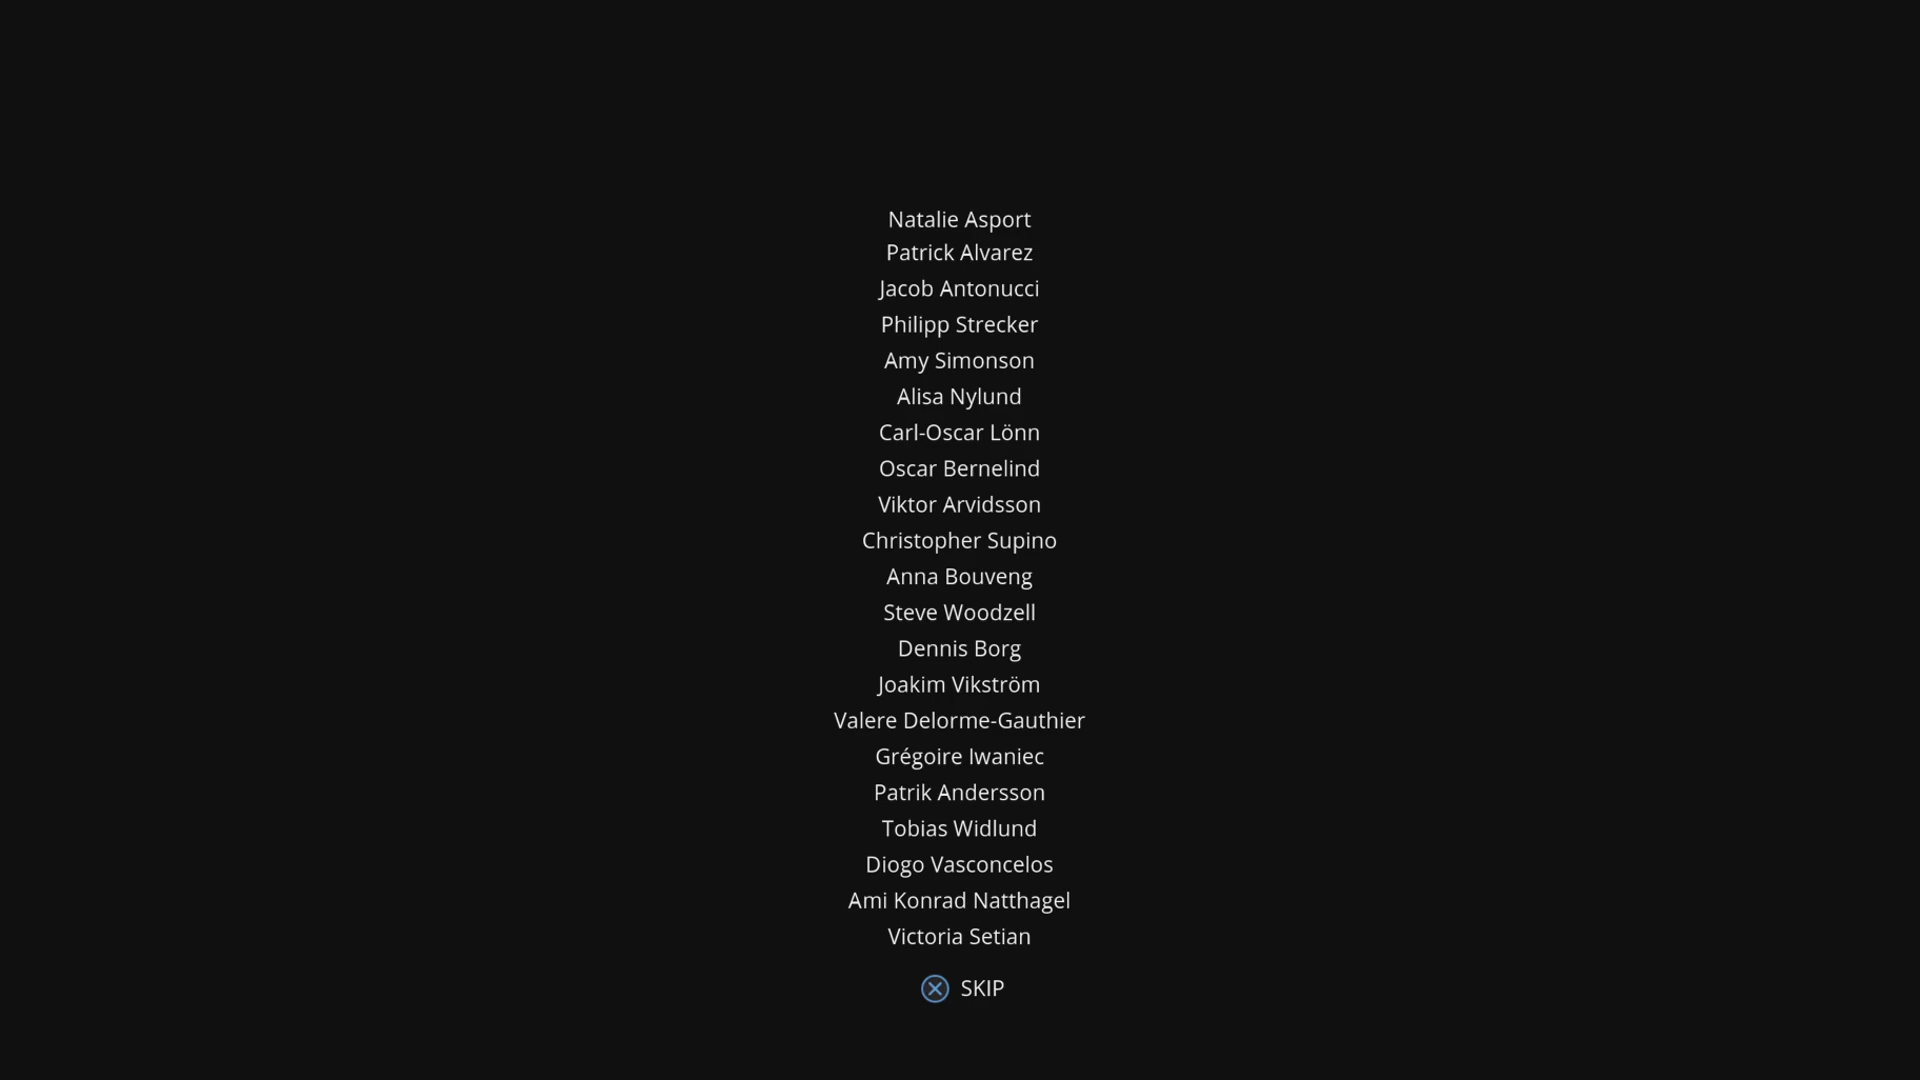 Natalie Asport
Patrick Alvarez
Jacob Antonucci
Philipp Strecker
Amy Simonson
Alisa Nylund
Carl-Oscar Lönn
Oscar Bernelind
Viktor Arvidsson
Christopher Supino
Anna Bouveng
Steve Woodzell
Dennis Borg
Joakim Vikström
Valere Delorme-Gauthier
Grégoire Iwaniec
Patrik Andersson
Tobias Widlund
Diogo Vasconcelos
Ami Konrad Natthagel
Victoria Setian
SKIP